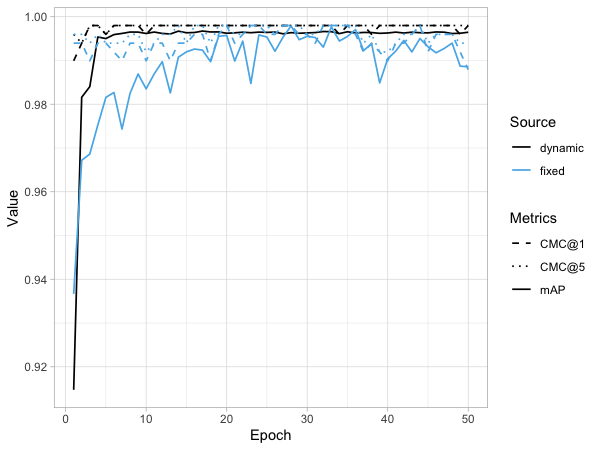 1.00
0.98
0.96
0.94
0.92
Value
0
10
20
30
40
50
Epoch
Source
dynamic
fixed
Metrics
CMC@1
CMC@5
mAP